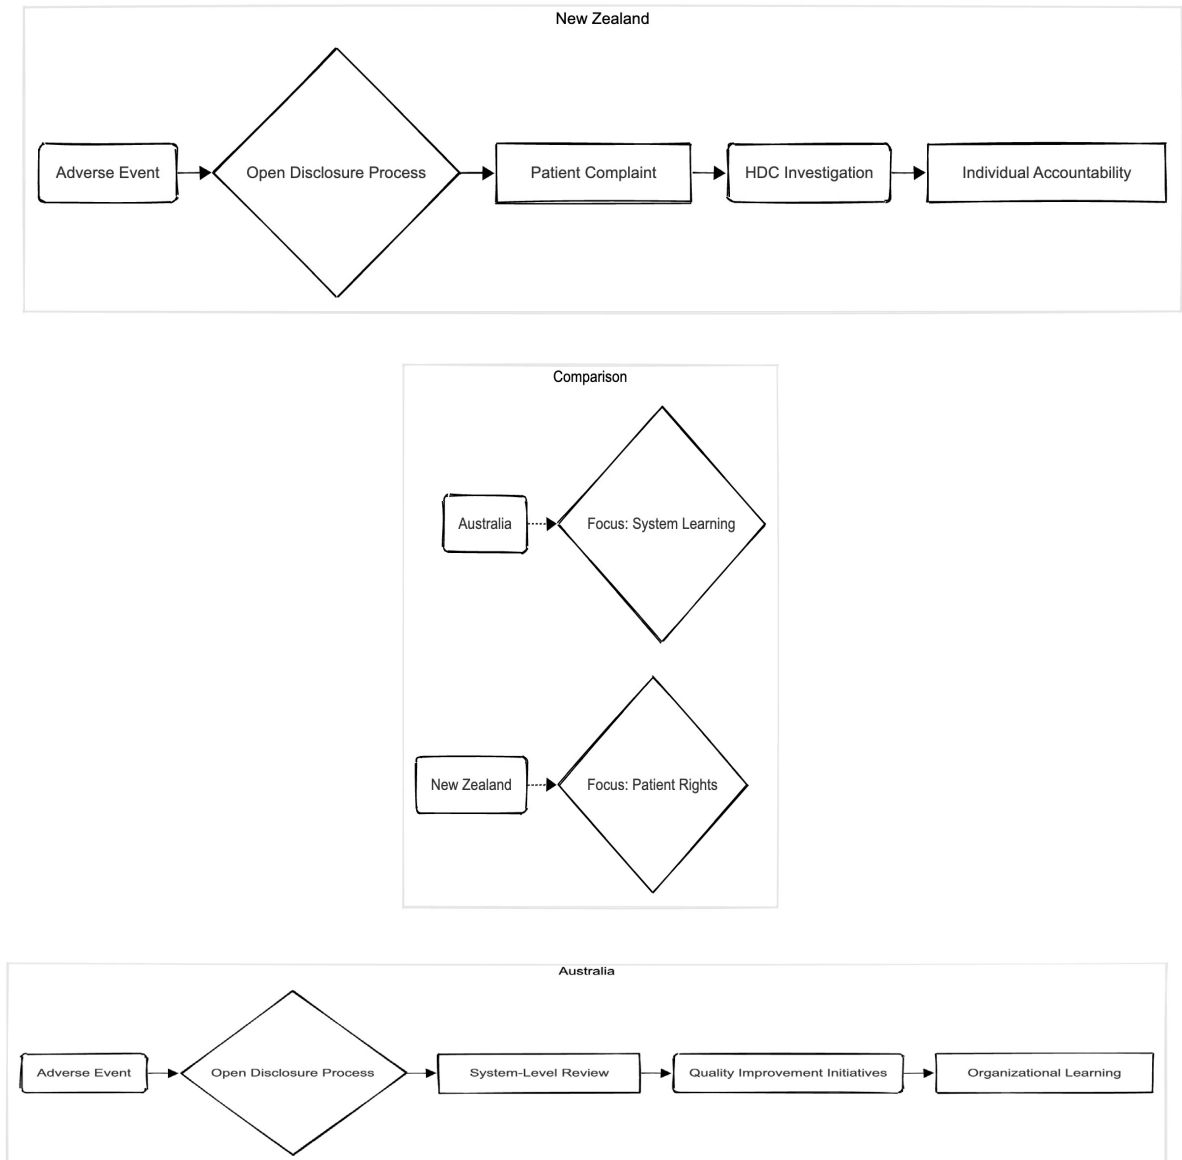 New Zealand
Adverse Event
Open Disclosure Process
Patient Complaint
HDC Investigation
Individual Accountability
Comparison
Australia
Focus: System Learning
New Zealand
Focus: Patient Rights
Australia
Adverse Event
Open Disclosure Process
System-Level Review
Quality Improvement Initiatives
Organizational Learning